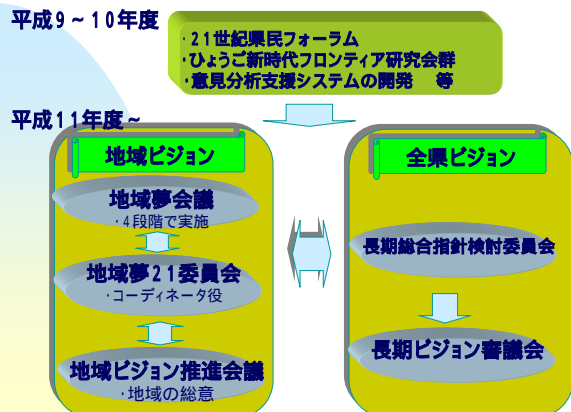 平成9~10年度
・21世紀県民フォーラム
・ひょうご新時代フロンティア研究会群
・意見分析支援システムの開発 等
平成11年度~
地域ビジョン
地域夢会議
・4段階で実施
地域夢21委員会
・コーディネータ役
地域ビジョン推進会議
・地域の総意
全県ビジョン
長期総合指針検討委員会
長期ビジョン審議会